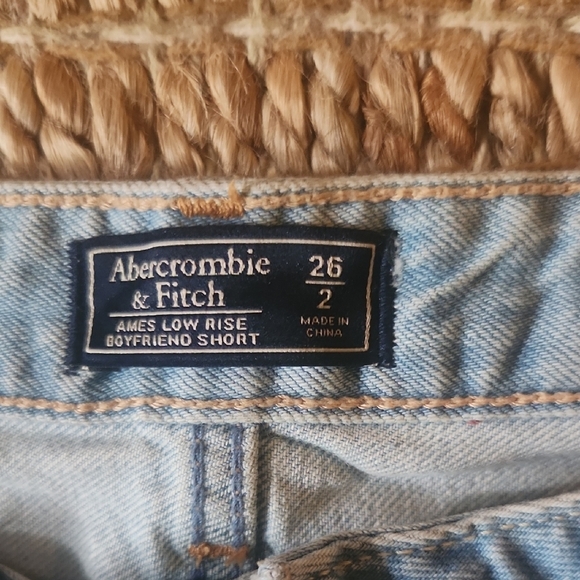 Abercrombie
& Fitch
AMES LOW RISE
BOYFRIEND SHORT
26
2
MADE IN
CHINA